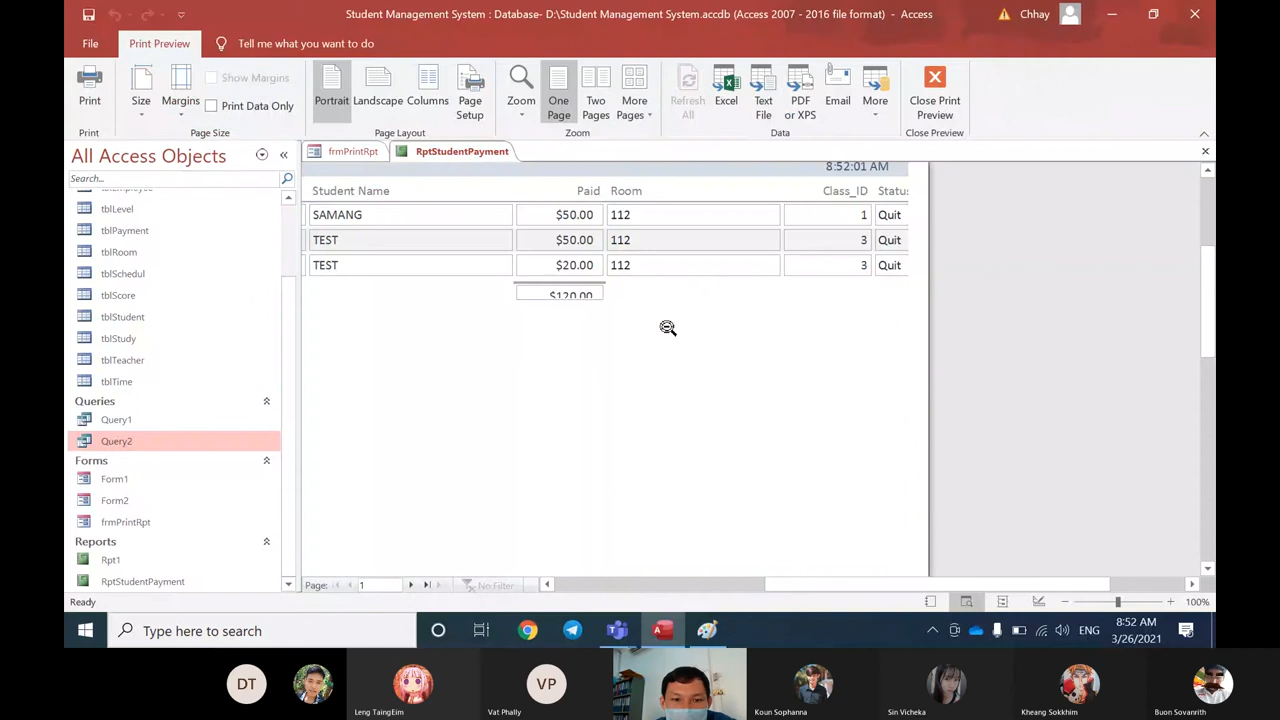 Student Management System : Database- D:\Student Management System.accdb (Access 2007 - 2016 file format) - Access
Chhay
File
Print Preview
Tell me what you want to do
Print
Size
Margins
Show Margins
Print Data Only
Portrait
Landscape
Columns
Page Setup
Zoom
One Page
Two Pages
More Pages
Refresh All
Excel
Text File
PDF or XPS
Email
More
Close Print Preview
Print
Page Size
Page Layout
Zoom
Data
Close Preview
All Access Objects
Search...
tblEmployee
tblLevel
tblPayment
tblRoom
tblSchedul
tblScore
tblStudent
tblStudy
tblTeacher
tblTime
Queries
Query1
Query2
Forms
Form1
Form2
frmPrintRpt
Reports
Rpt1
RptStudentPayment
frmPrintRpt
RptStudentPayment
8:52:01 AM
Student Name Paid Room Class_ID Status
SAMANG $50.00 112 1 Quit
TEST $50.00 112 3 Quit
TEST $20.00 112 3 Quit
$120.00
Page: 1
No Filter
Ready
100%
Type here to search
ENG
8:52 AM
3/26/2021
DT
Leng TaingEim
VP
Vat Phally
Koun Sophanna
Sin Vicheka
Kheang Sokkhim
Buon Sovanrith